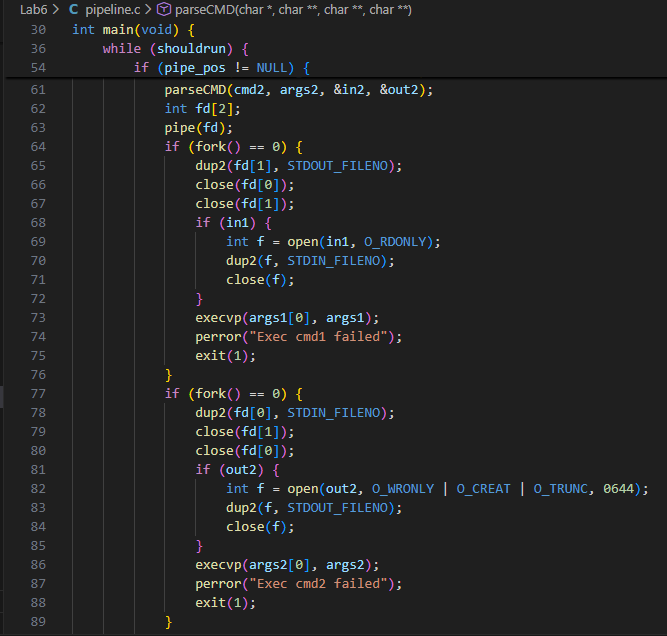 Lab6 > C pipeline.c > parseCMD(char *, char **, char **, char **)
30 int main(void) {
36 while (shouldrun) {
54 if (pipe_pos != NULL) {
61 parseCMD(cmd2, args2, &in2, &out2);
62 int fd[2];
63 pipe(fd);
64 if (fork() == 0) {
65 dup2(fd[1], STDOUT_FILENO);
66 close(fd[0]);
67 close(fd[1]);
68 if (in1) {
69 int f = open(in1, O_RDONLY);
70 dup2(f, STDIN_FILENO);
71 close(f);
72 }
73 execvp(args1[0], args1);
74 perror("Exec cmd1 failed");
75 exit(1);
76 }
77 if (fork() == 0) {
78 dup2(fd[0], STDIN_FILENO);
79 close(fd[1]);
80 close(fd[0]);
81 if (out2) {
82 int f = open(out2, O_WRONLY | O_CREAT | O_TRUNC, 0644);
83 dup2(f, STDOUT_FILENO);
84 close(f);
85 }
86 execvp(args2[0], args2);
87 perror("Exec cmd2 failed");
88 exit(1);
89 }